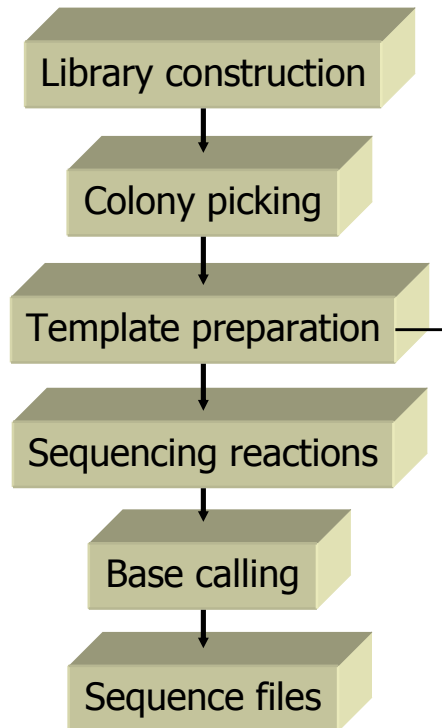 Library construction
Colony picking
Template preparation
Sequencing reactions
Base calling
Sequence files